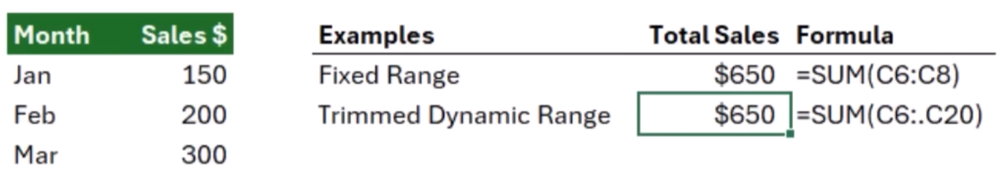 Month Sales $ Examples Total Sales Formula
Jan 150 Fixed Range $650 =SUM(C6:C8)
Feb 200 Trimmed Dynamic Range $650 =SUM(C6:.C20)
Mar 300